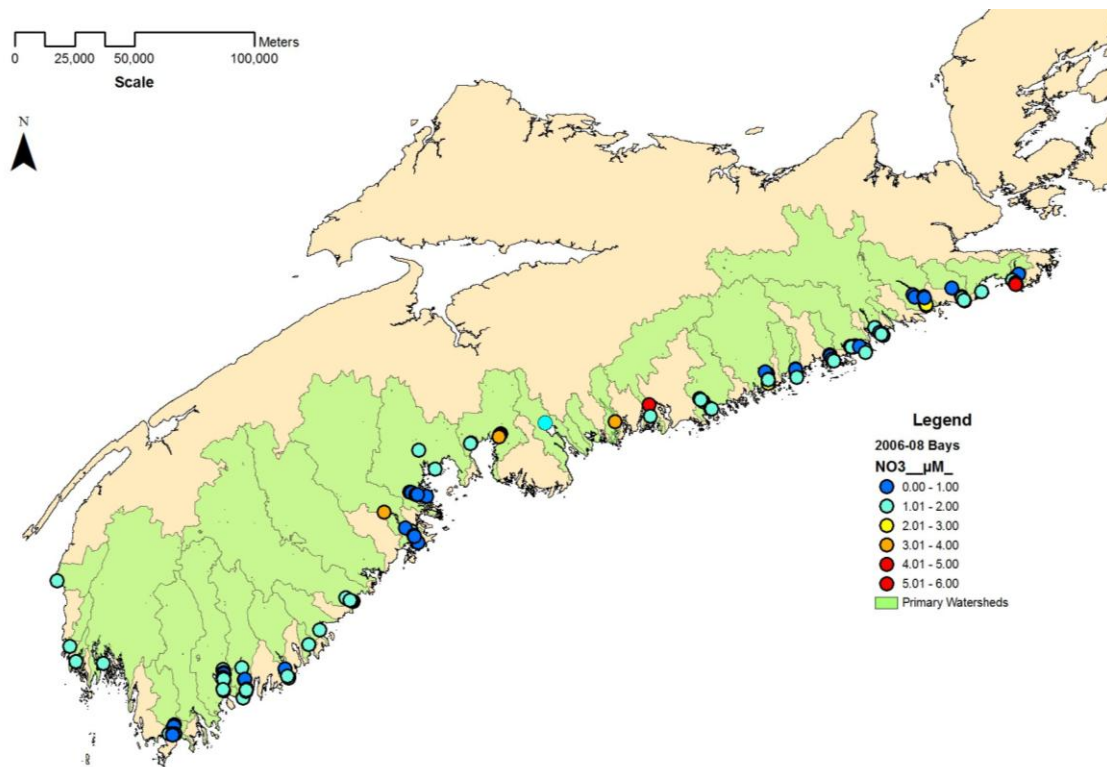 Meters
0 25,000 50,000 100,000
Scale
N
Legend
2006-08 Bays
NO3__µM_
0.00 - 1.00
1.01 - 2.00
2.01 - 3.00
3.01 - 4.00
4.01 - 5.00
5.01 - 6.00
Primary Watersheds